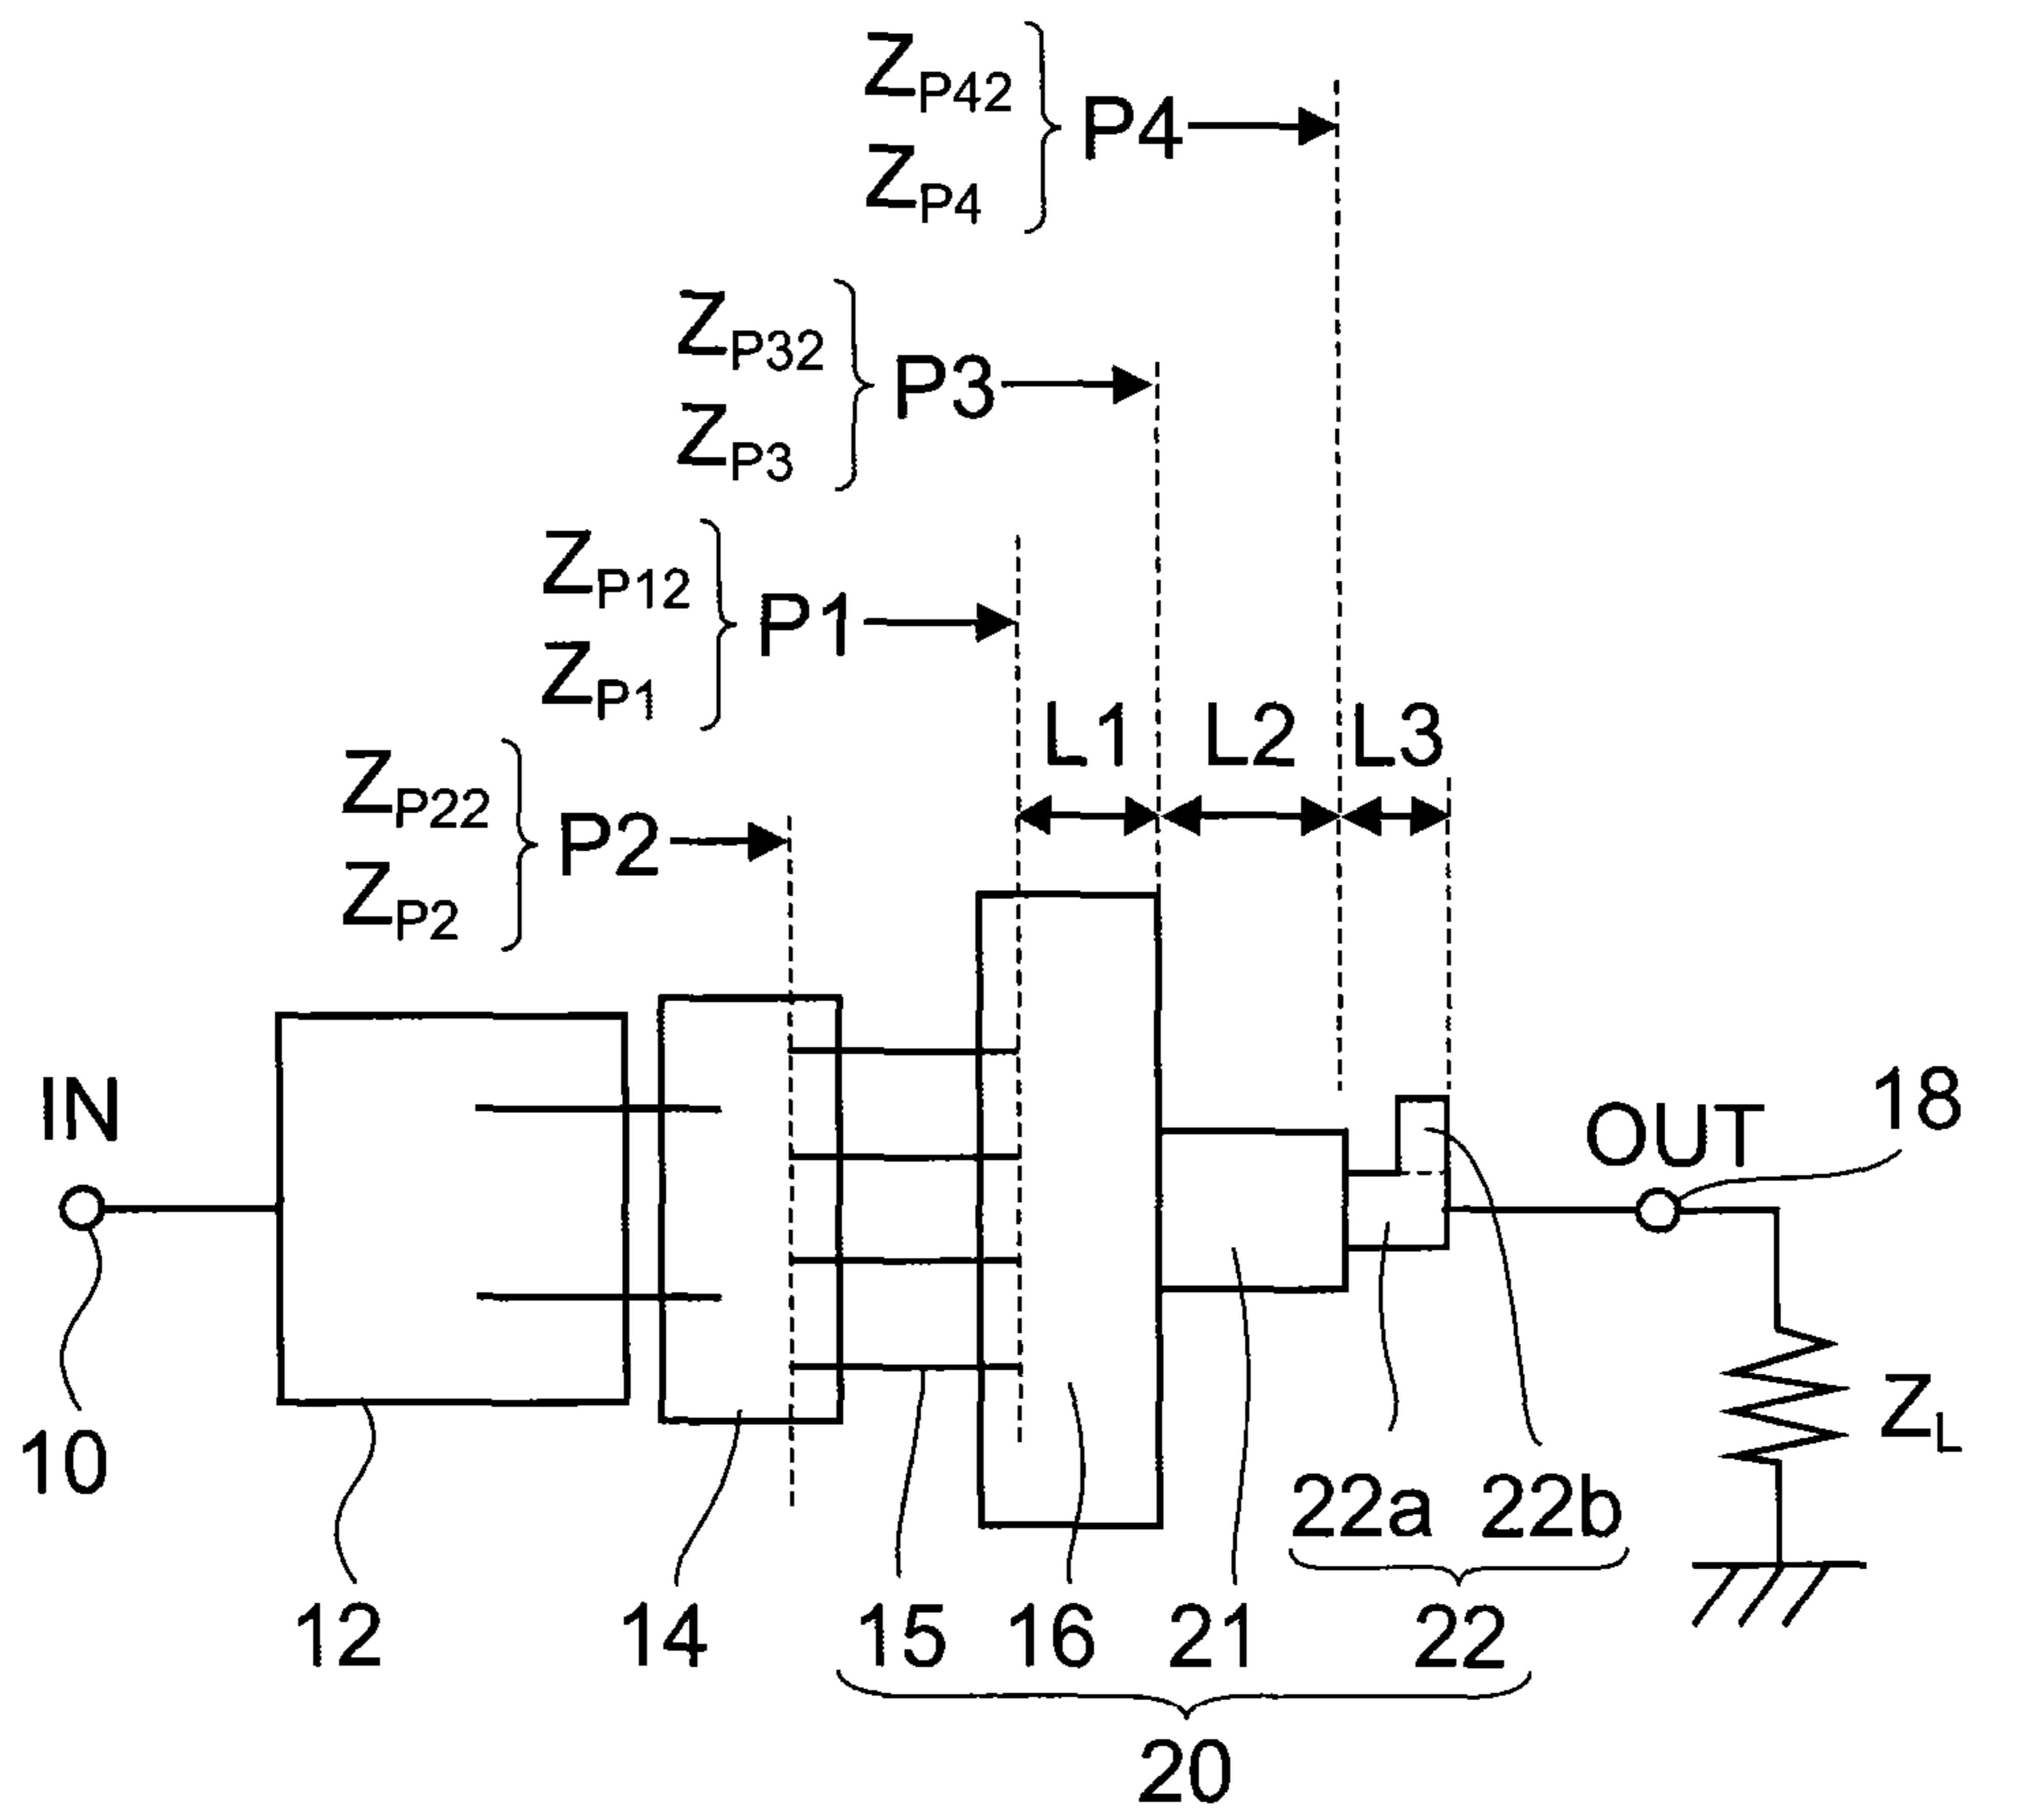 Z_P42
P4
Z_P4
Z_P32
P3
Z_P3
Z_P12
P1
Z_P1
L1 L2 L3
Z_P22
P2
Z_P2
IN
OUT
18
10
Z_L
22a 22b
12 14 15 16 21 22
20